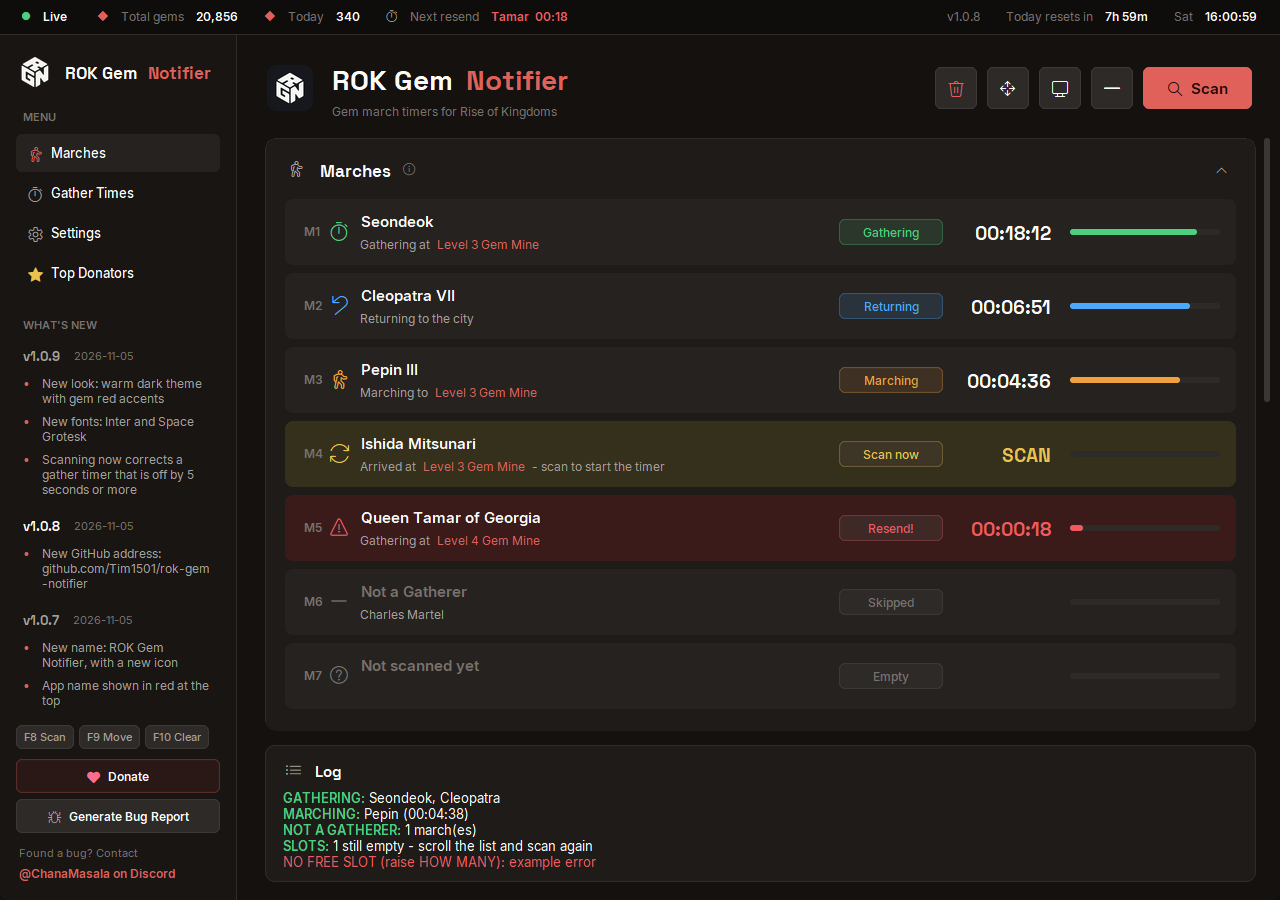 Live Total gems 20,856 Today 340 Next resend Tamar 00:18 v1.0.8 Today resets in 7h 59m Sat 16:00:59
ROK Gem Notifier
MENU
Marches
Gather Times
Settings
Top Donators
WHAT'S NEW
v1.0.9 2026-11-05
• New look: warm dark theme
with gem red accents
• New fonts: Inter and Space
Grotesk
• Scanning now corrects a
gather timer that is off by 5
seconds or more
v1.0.8 2026-11-05
• New GitHub address:
github.com/Tim1501/rok-gem
-notifier
v1.0.7 2026-11-05
• New name: ROK Gem
Notifier, with a new icon
• App name shown in red at the
top
F8 Scan F9 Move F10 Clear
Donate
Generate Bug Report
Found a bug? Contact
@ChanaMasala on Discord
ROK Gem Notifier
Gem march timers for Rise of Kingdoms
Scan
Marches
M1 Seondeok Gathering 00:18:12
Gathering at Level 3 Gem Mine
M2 Cleopatra VII Returning 00:06:51
Returning to the city
M3 Pepin III Marching 00:04:36
Marching to Level 3 Gem Mine
M4 Ishida Mitsunari Scan now SCAN
Arrived at Level 3 Gem Mine - scan to start the timer
M5 Queen Tamar of Georgia Resend! 00:00:18
Gathering at Level 4 Gem Mine
M6 Not a Gatherer Skipped
Charles Martel
M7 Not scanned yet Empty
Log
GATHERING: Seondeok, Cleopatra
MARCHING: Pepin (00:04:38)
NOT A GATHERER: 1 march(es)
SLOTS: 1 still empty - scroll the list and scan again
NO FREE SLOT (raise HOW MANY): example error